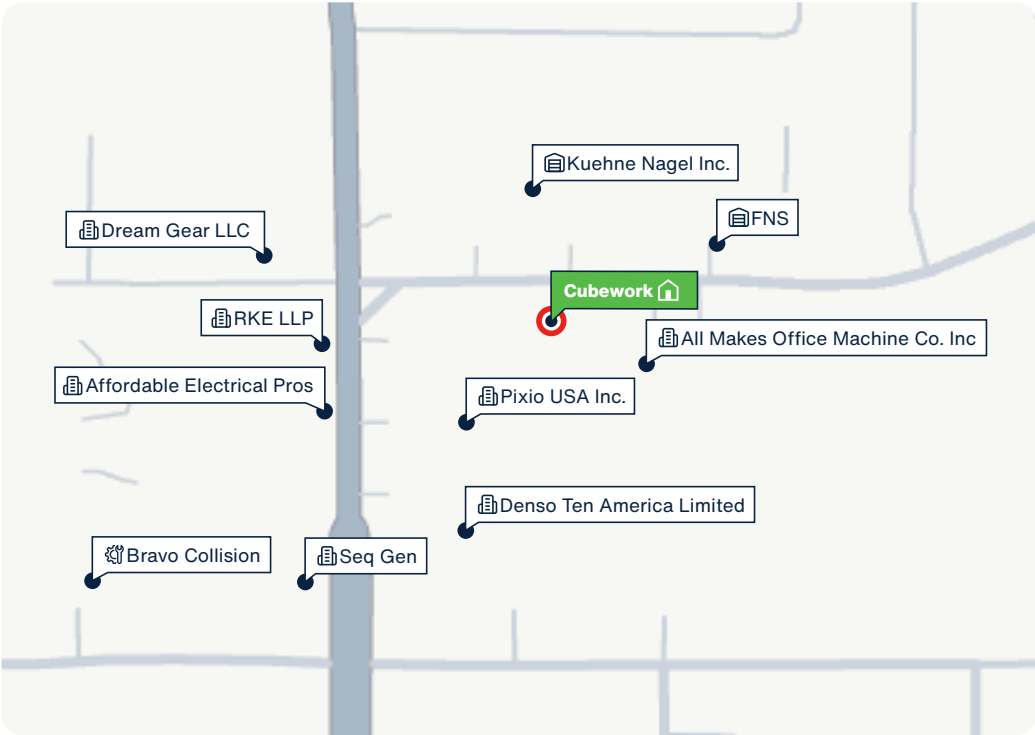 Kuehne Nagel Inc.
FNS
Dream Gear LLC
Cubework
RKE LLP
All Makes Office Machine Co. Inc
Affordable Electrical Pros
Pixio USA Inc.
Denso Ten America Limited
Bravo Collision
Seq Gen